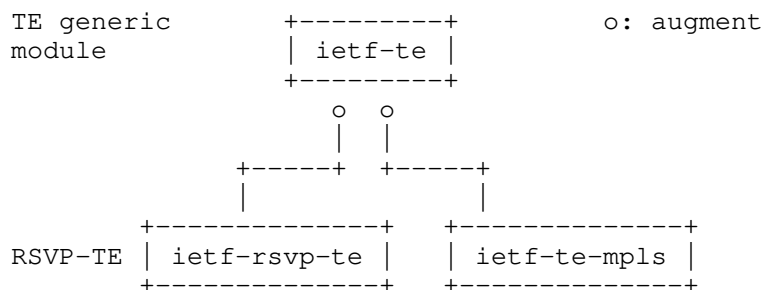 TE generic +---------+ o: augment
module | ietf-te |
+---------+
o o
| |
+-----+ +-----+
| |
+--------------+ +-------------+
RSVP-TE | ietf-rsvp-te | | ietf-te-mpls |
+--------------+ +-------------+